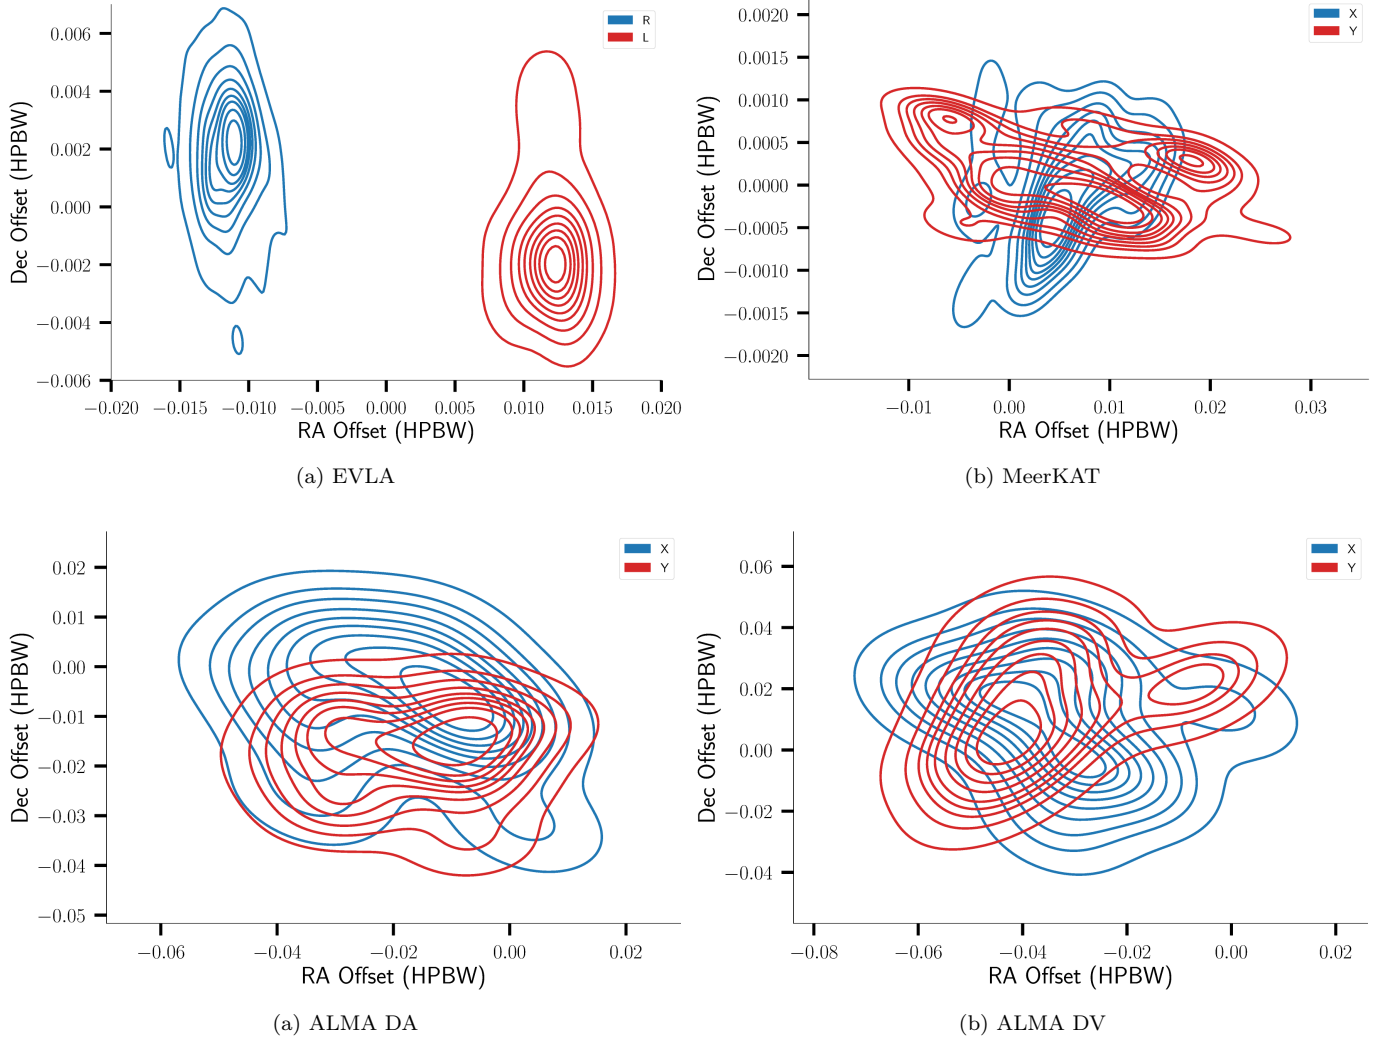 R
L
0.006
0.004
0.002
0.000
−0.002
−0.004
−0.006
Dec Offset (HPBW)
−0.020 −0.015 −0.010 −0.005 0.000 0.005 0.010 0.015 0.020
RA Offset (HPBW)
(a) EVLA
X
Y
0.0020
0.0015
0.0010
0.0005
0.0000
−0.0005
−0.0010
−0.0015
−0.0020
Dec Offset (HPBW)
−0.01 0.00 0.01 0.02 0.03
RA Offset (HPBW)
(b) MeerKAT
X
Y
0.02
0.01
0.00
−0.01
−0.02
−0.03
−0.04
−0.05
Dec Offset (HPBW)
−0.06 −0.04 −0.02 0.00 0.02
RA Offset (HPBW)
(a) ALMA DA
X
Y
0.06
0.04
0.02
0.00
−0.02
−0.04
Dec Offset (HPBW)
−0.08 −0.06 −0.04 −0.02 0.00 0.02
RA Offset (HPBW)
(b) ALMA DV